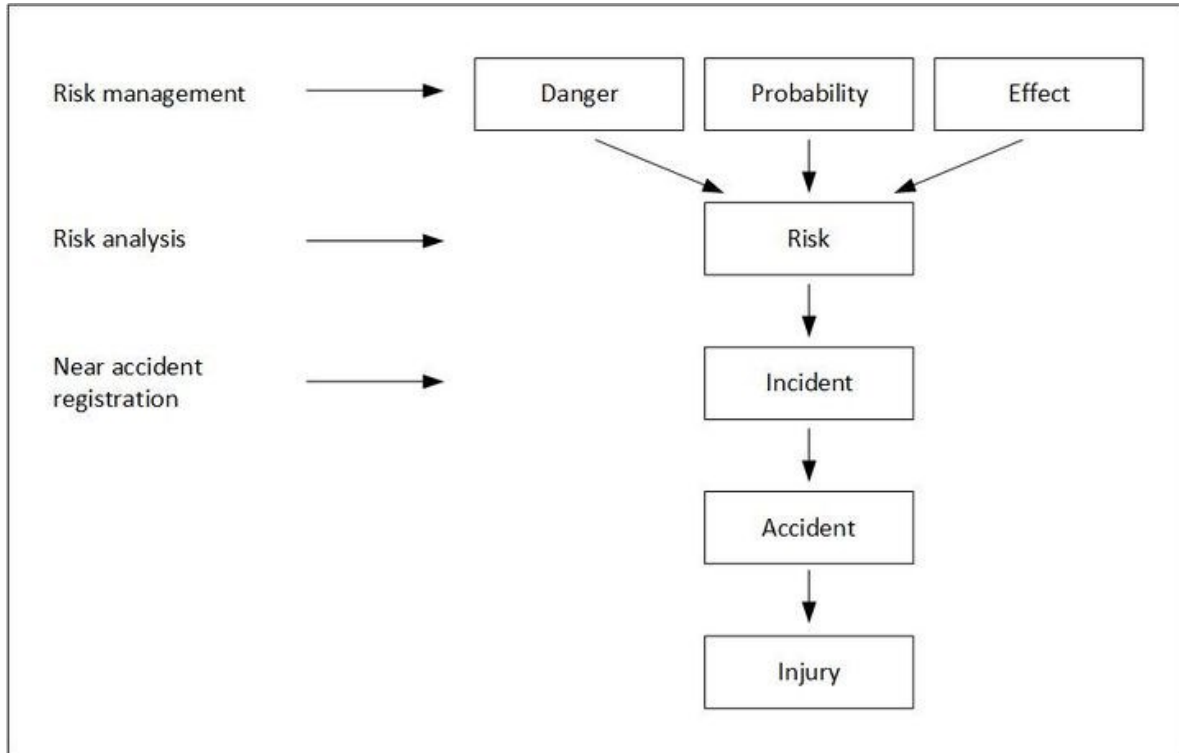 Risk management
Danger
Probability
Effect
Risk analysis
Risk
Near accident
registration
Incident
Accident
Injury